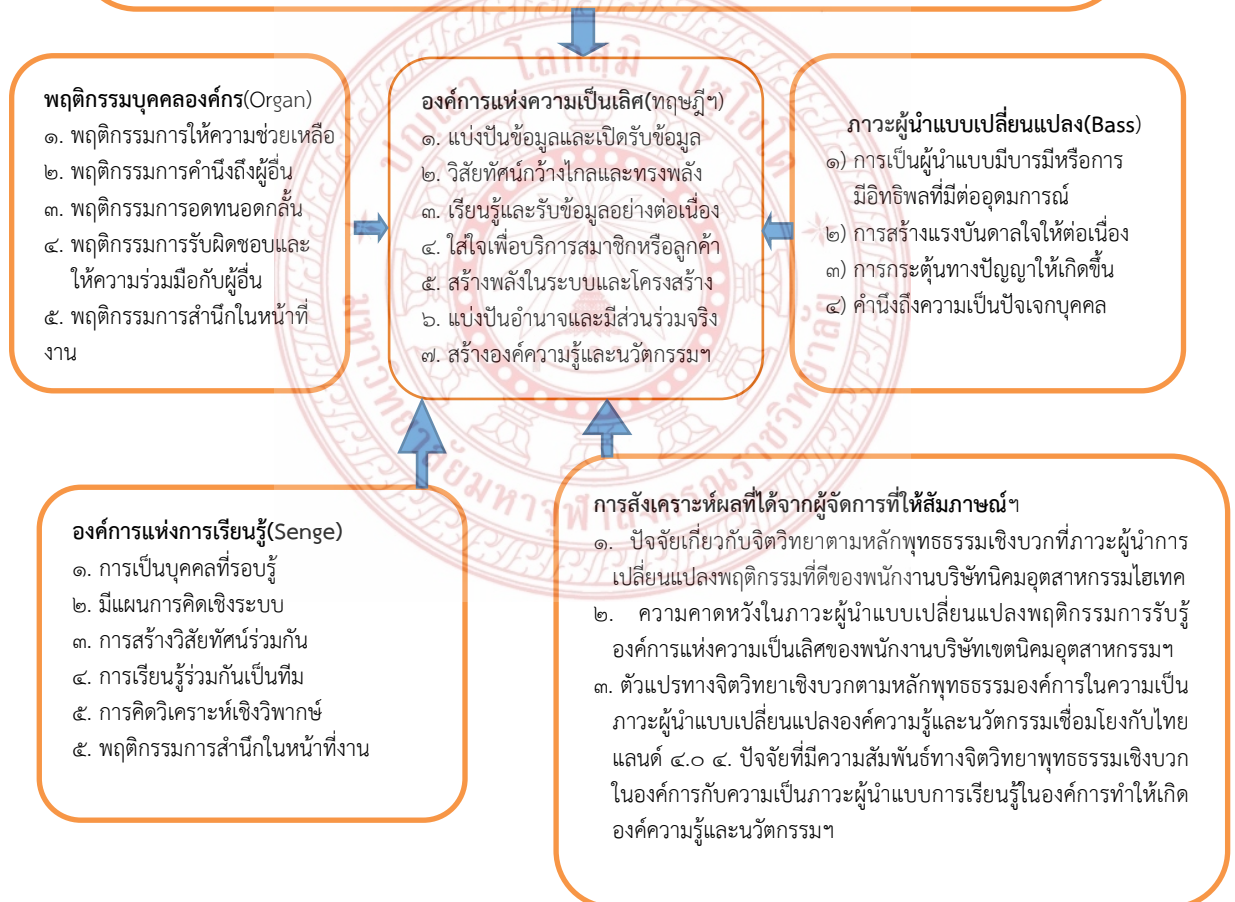 พฤติกรรมบุคคลองค์กร(Organ)
๑. พฤติกรรมการให้ความช่วยเหลือ
๒. พฤติกรรมการคำนึงถึงผู้อื่น
๓. พฤติกรรมการอดทนอดกลั้น
๔. พฤติกรรมการรับผิดชอบและ
ให้ความร่วมมือกับผู้อื่น
๕. พฤติกรรมการสำนึกในหน้าที่
งาน
องค์การแห่งความเป็นเลิศ(ทฤษฎีฯ)
๑. แบ่งปันข้อมูลและเปิดรับข้อมูล
๒. วิสัยทัศน์กว้างไกลและทรงพลัง
๓. เรียนรู้และรับข้อมูลอย่างต่อเนื่อง
๔. ใส่ใจเพื่อบริการสมาชิกหรือลูกค้า
๕. สร้างพลังในระบบและโครงสร้าง
๖. แบ่งปันอำนาจและมีส่วนร่วมจริง
๗. สร้างองค์ความรู้และนวัตกรรมฯ
ภาวะผู้นำแบบเปลี่ยนแปลง(Bass)
๑) การเป็นผู้นำแบบมีบารมีหรือการ
มีอิทธิพลที่มีต่ออุดมการณ์
๒) การสร้างแรงบันดาลใจให้ต่อเนื่อง
๓) การกระตุ้นทางปัญญาให้เกิดขึ้น
๔) คำนึงถึงความเป็นปัจเจกบุคคล
องค์การแห่งการเรียนรู้(Senge)
๑. การเป็นบุคคลที่รอบรู้
๒. มีแผนการคิดเชิงระบบ
๓. การสร้างวิสัยทัศน์ร่วมกัน
๔. การเรียนรู้ร่วมกันเป็นทีม
๕. การคิดวิเคราะห์เชิงวิพากษ์
๕. พฤติกรรมการสำนึกในหน้าที่งาน
การสังเคราะห์ผลที่ได้จากผู้จัดการที่ให้สัมภาษณ์ฯ
๑. ปัจจัยเกี่ยวกับจิตวิทยาตามหลักพุทธธรรมเชิงบวกที่ภาวะผู้นำการ
เปลี่ยนแปลงพฤติกรรมที่ดีของพนักงานบริษัทนิคมอุตสาหกรรมไฮเทค
๒. ความคาดหวังในภาวะผู้นำแบบเปลี่ยนแปลงพฤติกรรมการรับรู้
องค์การแห่งความเป็นเลิศของพนักงานบริษัทเขตนิคมอุตสาหกรรมฯ
๓. ตัวแปรทางจิตวิทยาเชิงบวกตามหลักพุทธธรรมองค์การในความเป็น
ภาวะผู้นำแบบเปลี่ยนแปลงองค์ความรู้และนวัตกรรมเชื่อมโยงกับไทย
แลนด์ ๔.๐ ๔. ปัจจัยที่มีความสัมพันธ์ทางจิตวิทยาพุทธธรรมเชิงบวก
ในองค์การกับความเป็นภาวะผู้นำแบบการเรียนรู้ในองค์การทำให้เกิด
องค์ความรู้และนวัตกรรมฯ
ปญฺญา โลกสฺมิ ปชฺโชโต
มหาวิทยาลัยมหาจุฬาลงกรณราชวิทยาลัย